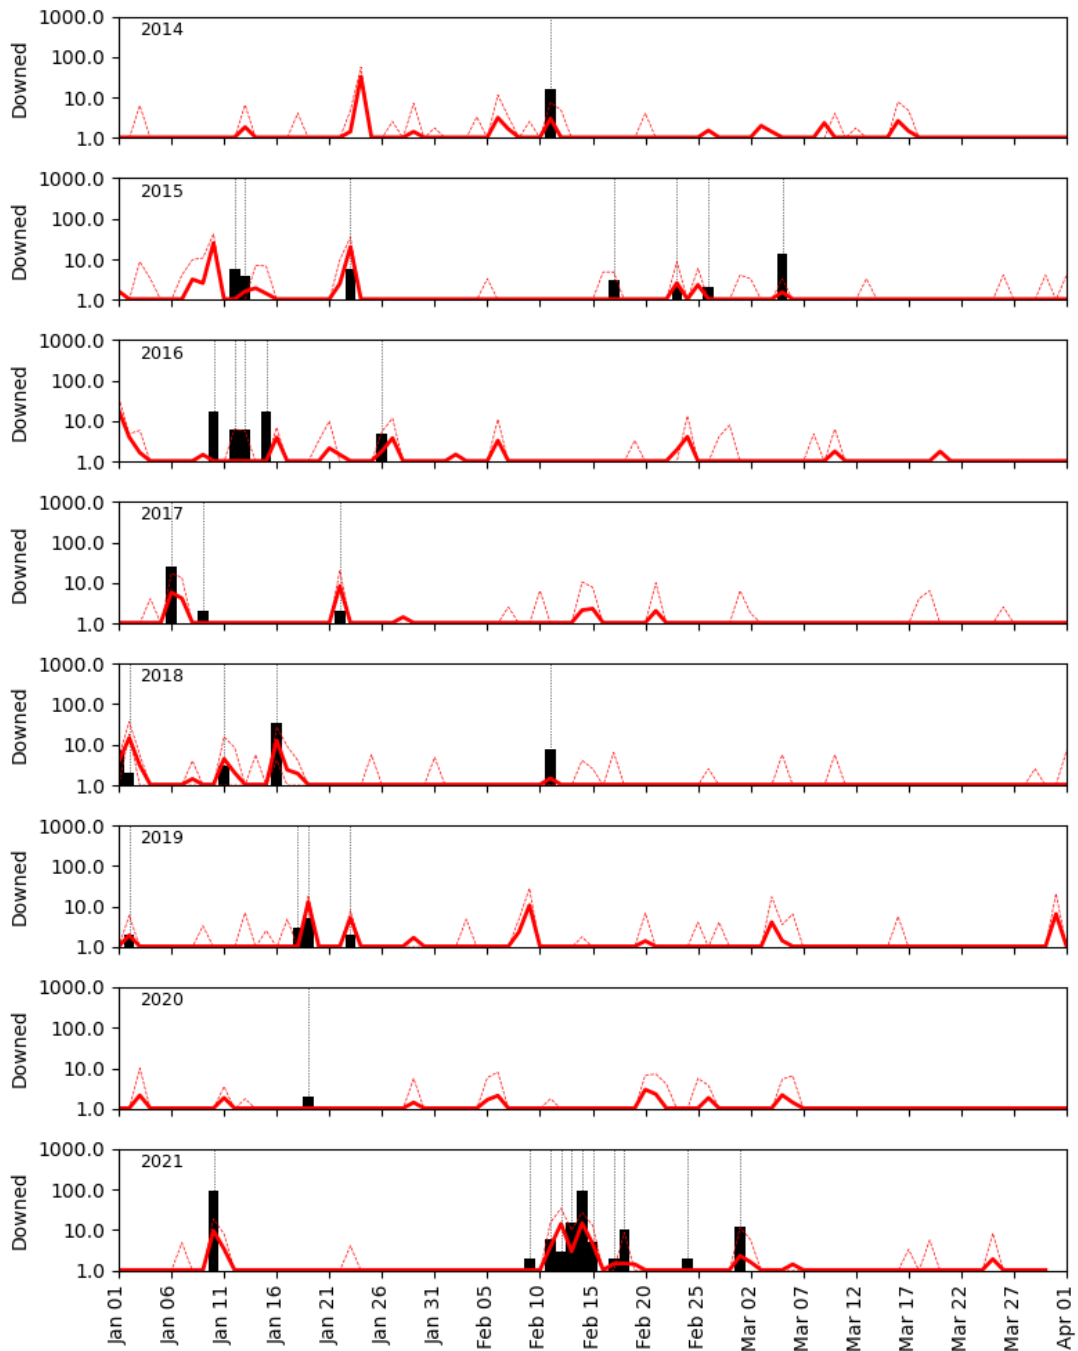 1000.0
2014
100.0
Downed
10.0
1.0
1000.0
2015
100.0
Downed
10.0
1.0
1000.0
2016
100.0
Downed
10.0
1.0
1000.0
2017
100.0
Downed
10.0
1.0
1000.0
2018
100.0
Downed
10.0
1.0
1000.0
2019
100.0
Downed
10.0
1.0
1000.0
2020
100.0
Downed
10.0
1.0
1000.0
2021
100.0
Downed
10.0
1.0
Jan 01
Jan 06
Jan 11
Jan 16
Jan 21
Jan 26
Jan 31
Feb 05
Feb 10
Feb 15
Feb 20
Feb 25
Mar 02
Mar 07
Mar 12
Mar 17
Mar 22
Mar 27
Apr 01